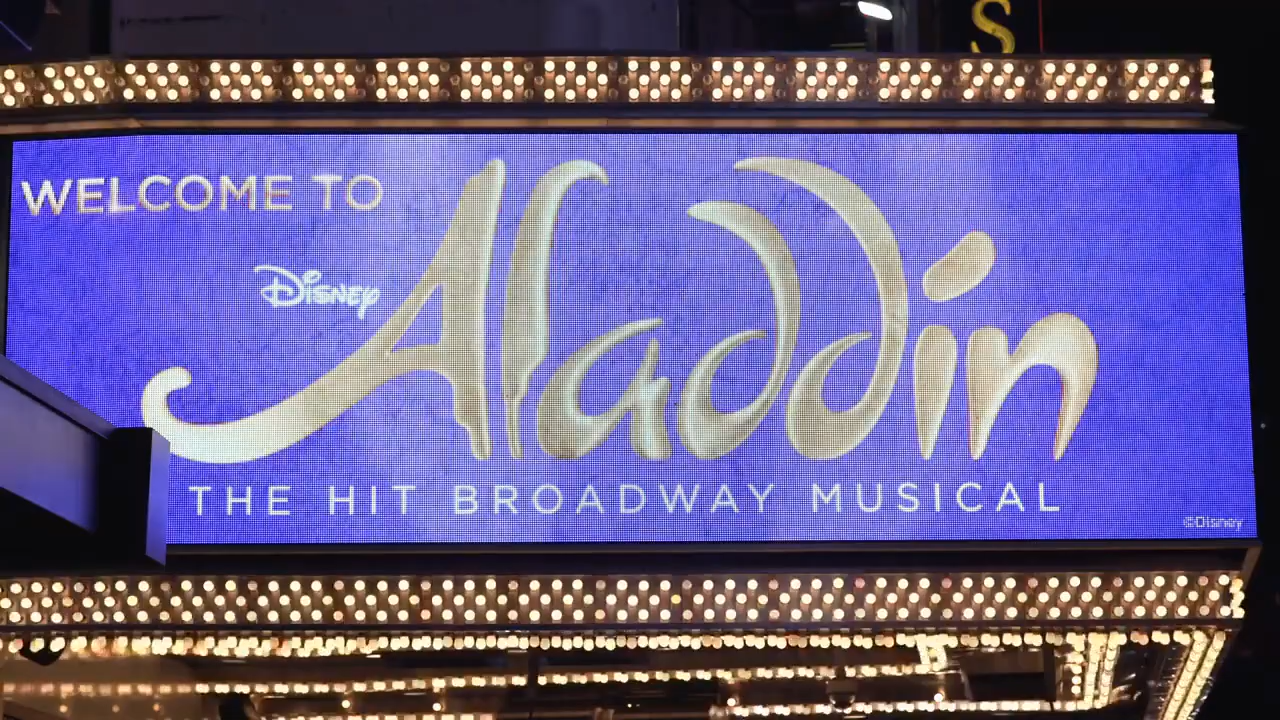 S
WELCOME TO
Disney
Aladdin
THE HIT BROADWAY MUSICAL
©Disney